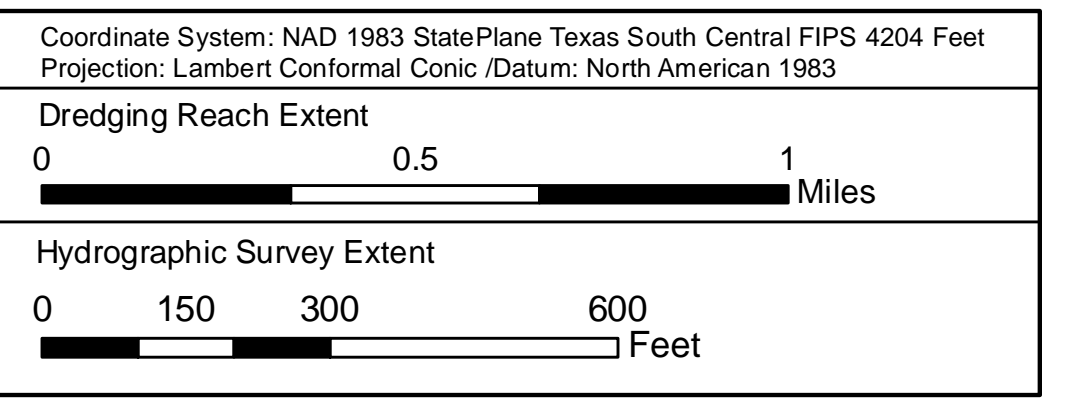 Coordinate System: NAD 1983 StatePlane Texas South Central FIPS 4204 Feet
Projection: Lambert Conformal Conic /Datum: North American 1983
Dredging Reach Extent
0 0.5 1
Miles
Hydrographic Survey Extent
0 150 300 600
Feet